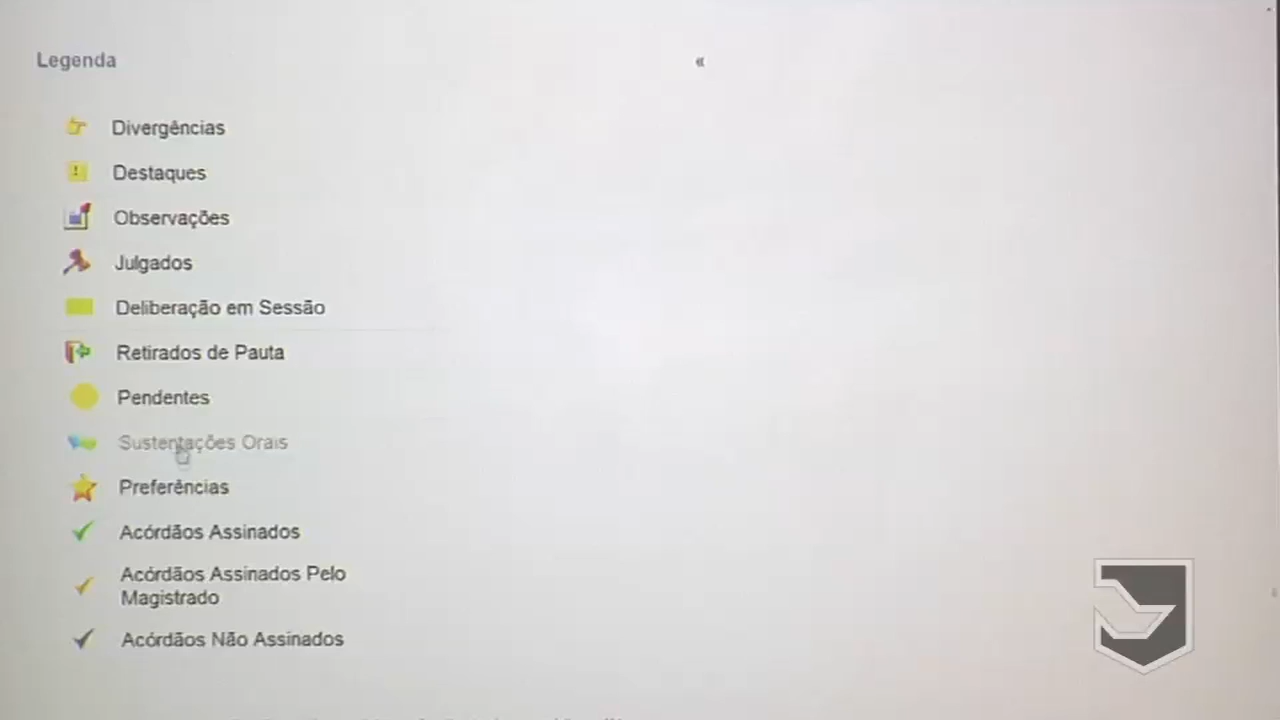 Legenda
«
Divergências
Destaques
Observações
Julgados
Deliberação em Sessão
Retirados de Pauta
Pendentes
Sustentações Orais
Preferências
Acórdãos Assinados
Acórdãos Assinados Pelo
Magistrado
Acórdãos Não Assinados